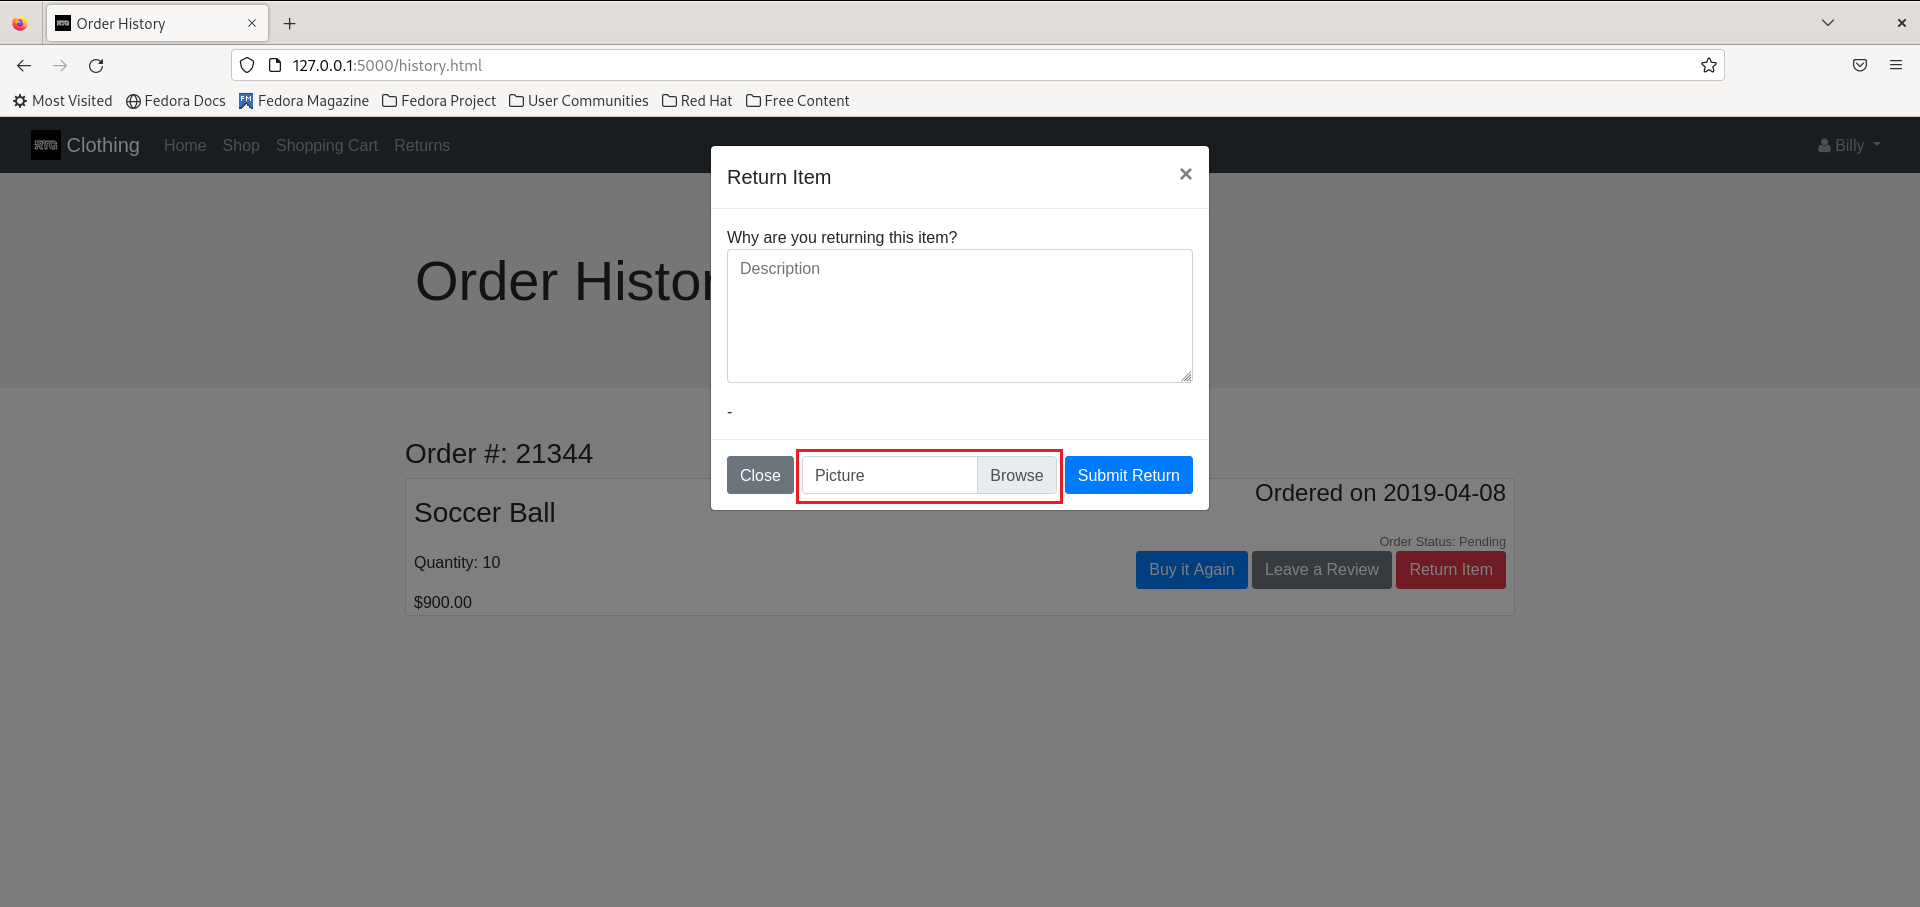 Order History
127.0.0.1:5000/history.html
Most Visited Fedora Docs Fedora Magazine Fedora Project User Communities Red Hat Free Content
RTG Clothing Home Shop Shopping Cart Returns Billy
Return Item ×
Why are you returning this item?
Description
Order Histor
-
Close Picture Browse Submit Return
Order #: 21344
Ordered on 2019-04-08
Soccer Ball
Order Status: Pending
Quantity: 10
Buy it Again Leave a Review Return Item
$900.00